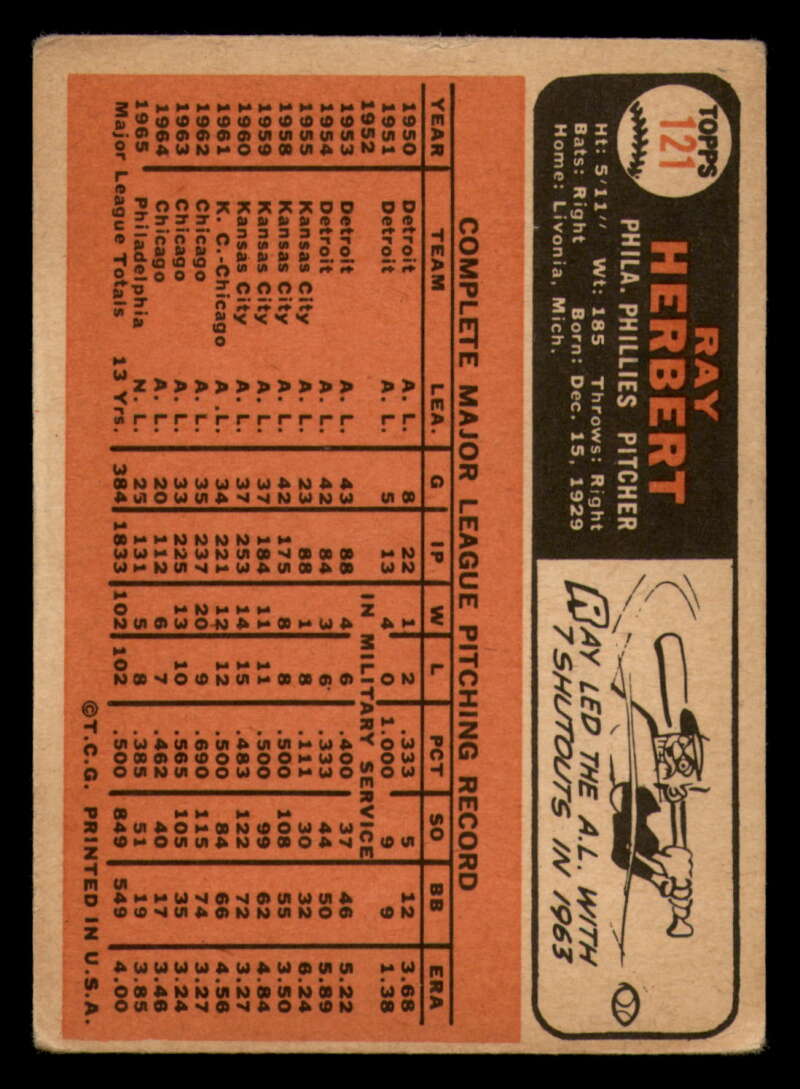 TOPPS
121
RAY
HERBERT
PHILA. PHILLIES PITCHER
Ht: 5'11" Wt: 185 Throws: Right
Bats: Right Born: Dec. 15, 1929
Home: Livonia, Mich.
RAY LED THE A.L. WITH
7 SHUTOUTS IN 1963
COMPLETE MAJOR LEAGUE PITCHING RECORD
YEAR TEAM LEA. G IP W L PCT SO BB ERA
1950 Detroit A. L. 8 22 1 2 .333 5 12 3.68
1951 Detroit A. L. 5 13 4 0 1.000 9 9 1.38
1952 IN MILITARY SERVICE
1953 Detroit A. L. 43 88 4 6 .400 37 46 5.22
1954 Detroit A. L. 42 84 3 6 .333 44 50 5.89
1955 Kansas City A. L. 23 88 1 8 .111 30 32 6.24
1958 Kansas City A. L. 42 175 8 8 .500 108 55 3.50
1959 Kansas City A. L. 37 184 11 11 .500 99 62 4.84
1960 Kansas City A. L. 37 253 14 15 .483 122 72 3.27
1961 K. C.-Chicago A .L. 34 221 12 12 .500 84 66 4.56
1962 Chicago A. L. 35 237 20 9 .690 115 74 3.27
1963 Chicago A. L. 33 225 13 10 .565 105 35 3.24
1964 Chicago A. L. 20 112 6 7 .462 40 17 3.46
1965 Philadelphia N. L. 25 131 5 8 .385 51 19 3.85
Major League Totals 13 Yrs. 384 1833 102 102 .500 849 549 4.00
©T.C.G. PRINTED IN U.S.A.